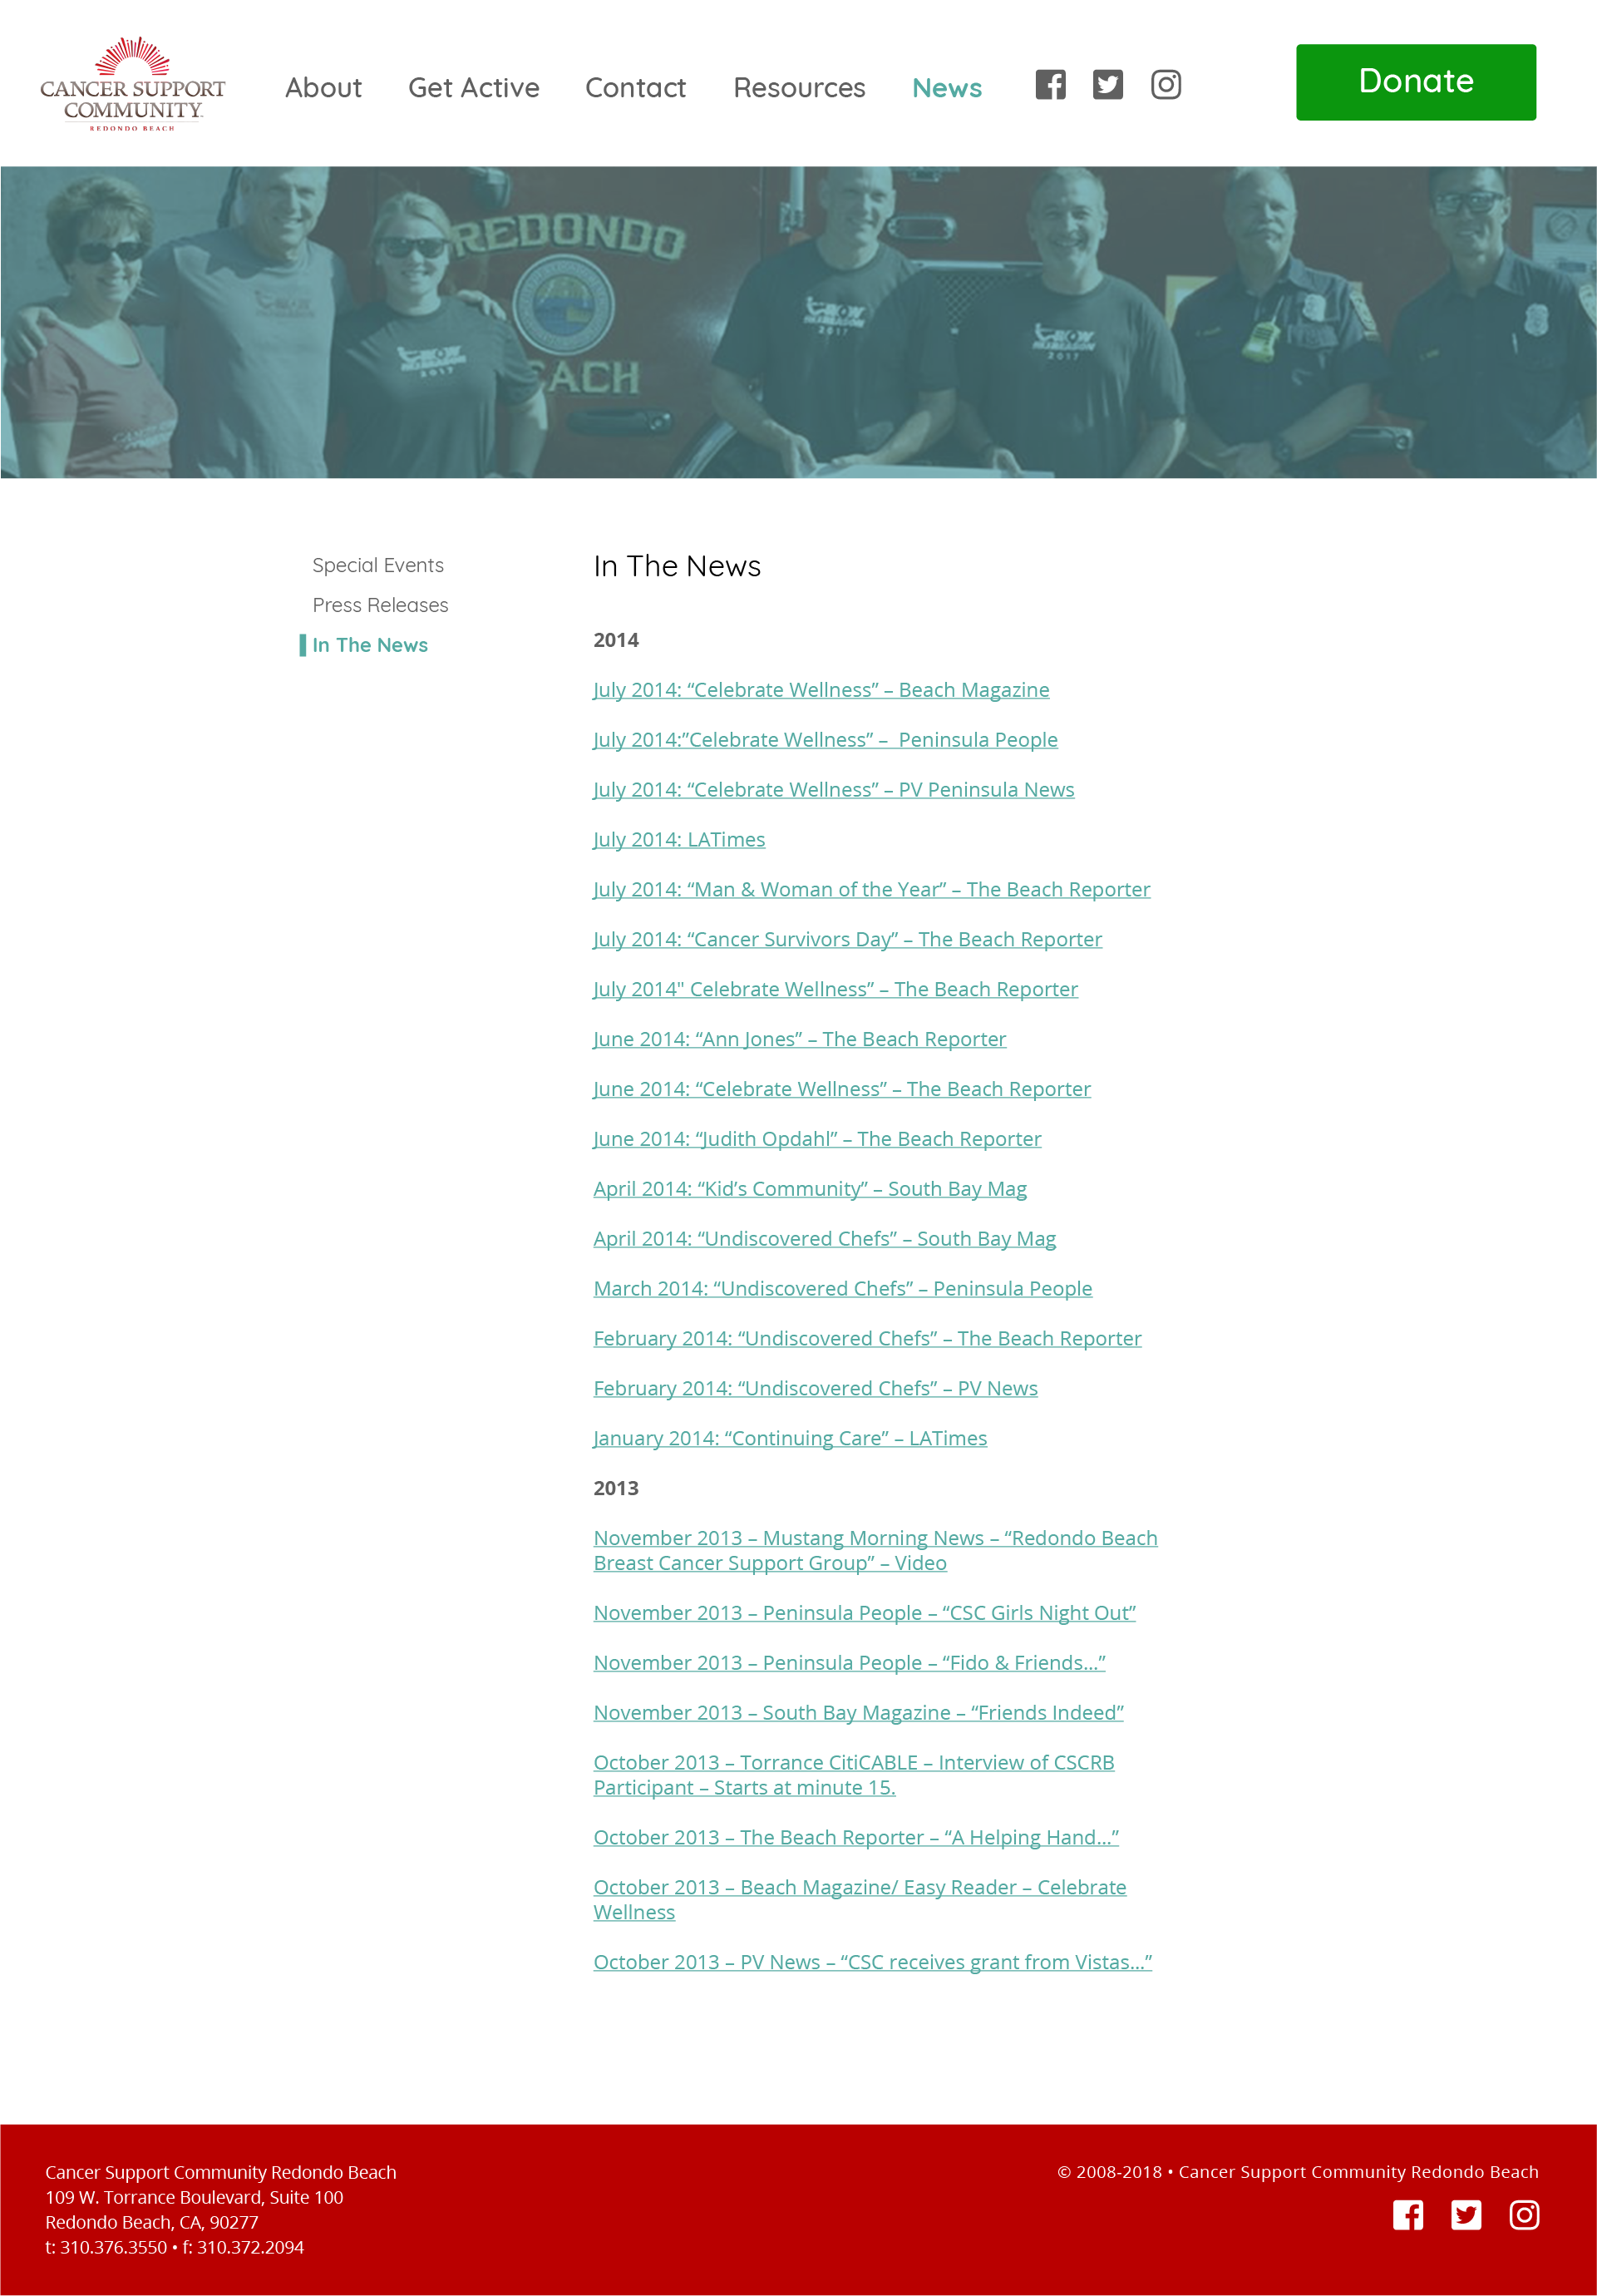 CANCER SUPPORT
COMMUNITY
REDONDO BEACH
About Get Active Contact Resources News Donate
REDONDO
ACH
2017
2017
2017
Special Events
Press Releases
In The News
In The News
2014
July 2014: “Celebrate Wellness” – Beach Magazine
July 2014:”Celebrate Wellness” –  Peninsula People
July 2014: “Celebrate Wellness” – PV Peninsula News
July 2014: LATimes
July 2014: “Man & Woman of the Year” – The Beach Reporter
July 2014: “Cancer Survivors Day” – The Beach Reporter
July 2014" Celebrate Wellness” – The Beach Reporter
June 2014: “Ann Jones” – The Beach Reporter
June 2014: “Celebrate Wellness” – The Beach Reporter
June 2014: “Judith Opdahl” – The Beach Reporter
April 2014: “Kid’s Community” – South Bay Mag
April 2014: “Undiscovered Chefs” – South Bay Mag
March 2014: “Undiscovered Chefs” – Peninsula People
February 2014: “Undiscovered Chefs” – The Beach Reporter
February 2014: “Undiscovered Chefs” – PV News
January 2014: “Continuing Care” – LATimes
2013
November 2013 – Mustang Morning News – “Redondo Beach
Breast Cancer Support Group” – Video
November 2013 – Peninsula People – “CSC Girls Night Out”
November 2013 – Peninsula People – “Fido & Friends…”
November 2013 – South Bay Magazine – “Friends Indeed”
October 2013 – Torrance CitiCABLE – Interview of CSCRB
Participant – Starts at minute 15.
October 2013 – The Beach Reporter – “A Helping Hand…”
October 2013 – Beach Magazine/ Easy Reader – Celebrate
Wellness
October 2013 – PV News – “CSC receives grant from Vistas…”
Cancer Support Community Redondo Beach
109 W. Torrance Boulevard, Suite 100
Redondo Beach, CA, 90277
t: 310.376.3550 • f: 310.372.2094
© 2008-2018 • Cancer Support Community Redondo Beach